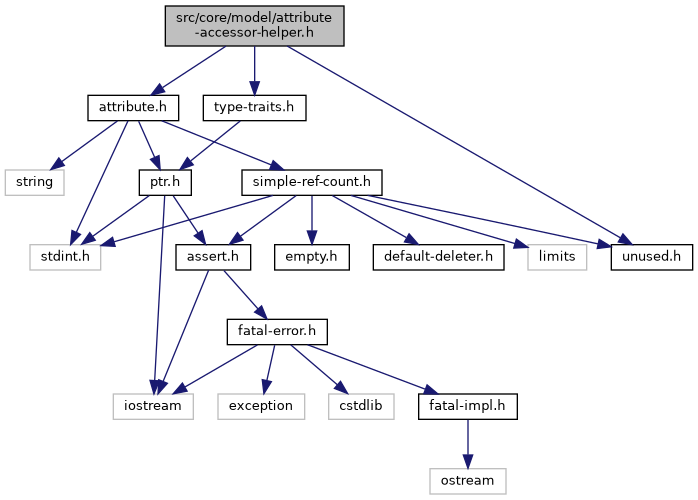 src/core/model/attribute
-accessor-helper.h
attribute.h
type-traits.h
string
ptr.h
simple-ref-count.h
stdint.h
assert.h
empty.h
default-deleter.h
limits
unused.h
fatal-error.h
iostream
exception
cstdlib
fatal-impl.h
ostream